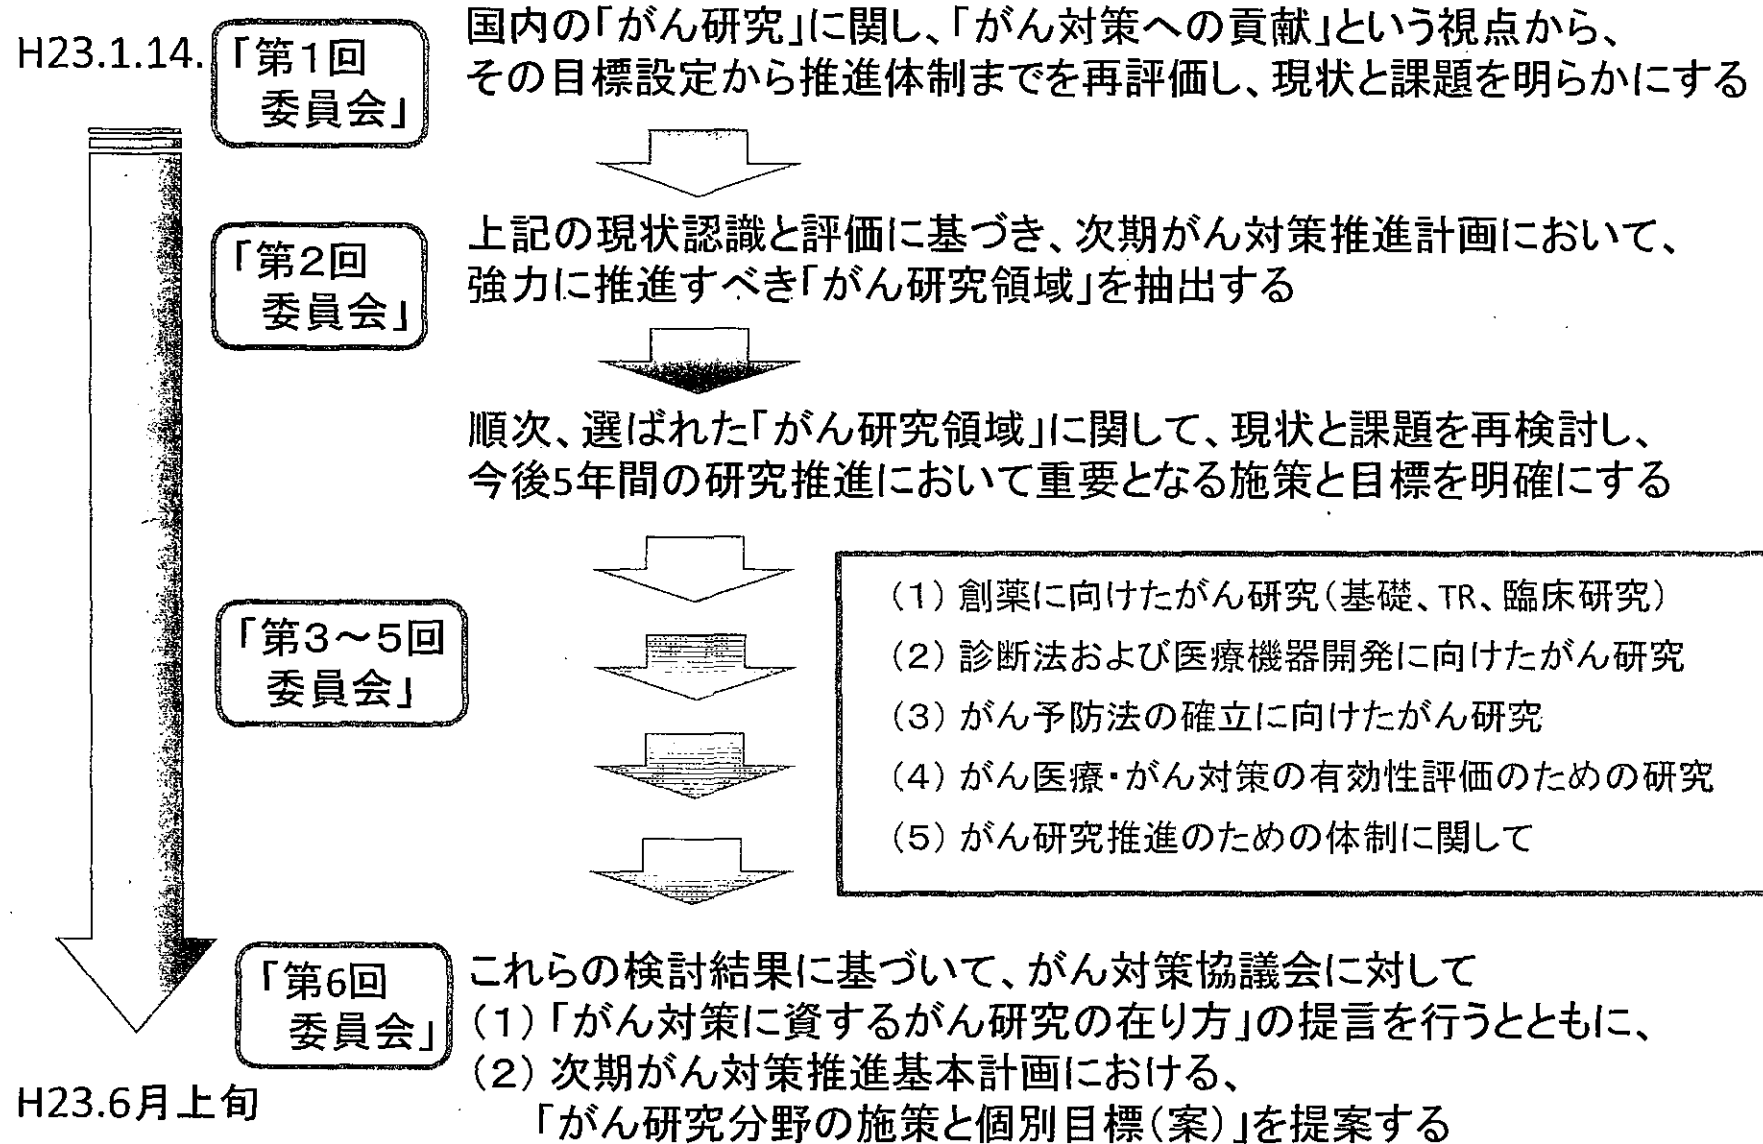 H23.1.14.
「第1回
委員会」
国内の「がん研究」に関し、「がん対策への貢献」という視点から、
その目標設定から推進体制までを再評価し、現状と課題を明らかにする
「第2回
委員会」
上記の現状認識と評価に基づき、次期がん対策推進計画において、
強力に推進すべき「がん研究領域」を抽出する
順次、選ばれた「がん研究領域」に関して、現状と課題を再検討し、
今後5年間の研究推進において重要となる施策と目標を明確にする
「第3～5回
委員会」
(1) 創薬に向けたがん研究(基礎、TR、臨床研究)
(2) 診断法および医療機器開発に向けたがん研究
(3) がん予防法の確立に向けたがん研究
(4) がん医療・がん対策の有効性評価のための研究
(5) がん研究推進のための体制に関して
「第6回
委員会」
これらの検討結果に基づいて、がん対策協議会に対して
(1)「がん対策に資するがん研究の在り方」の提言を行うとともに、
(2) 次期がん対策推進基本計画における、
「がん研究分野の施策と個別目標(案)」を提案する
H23.6月上旬